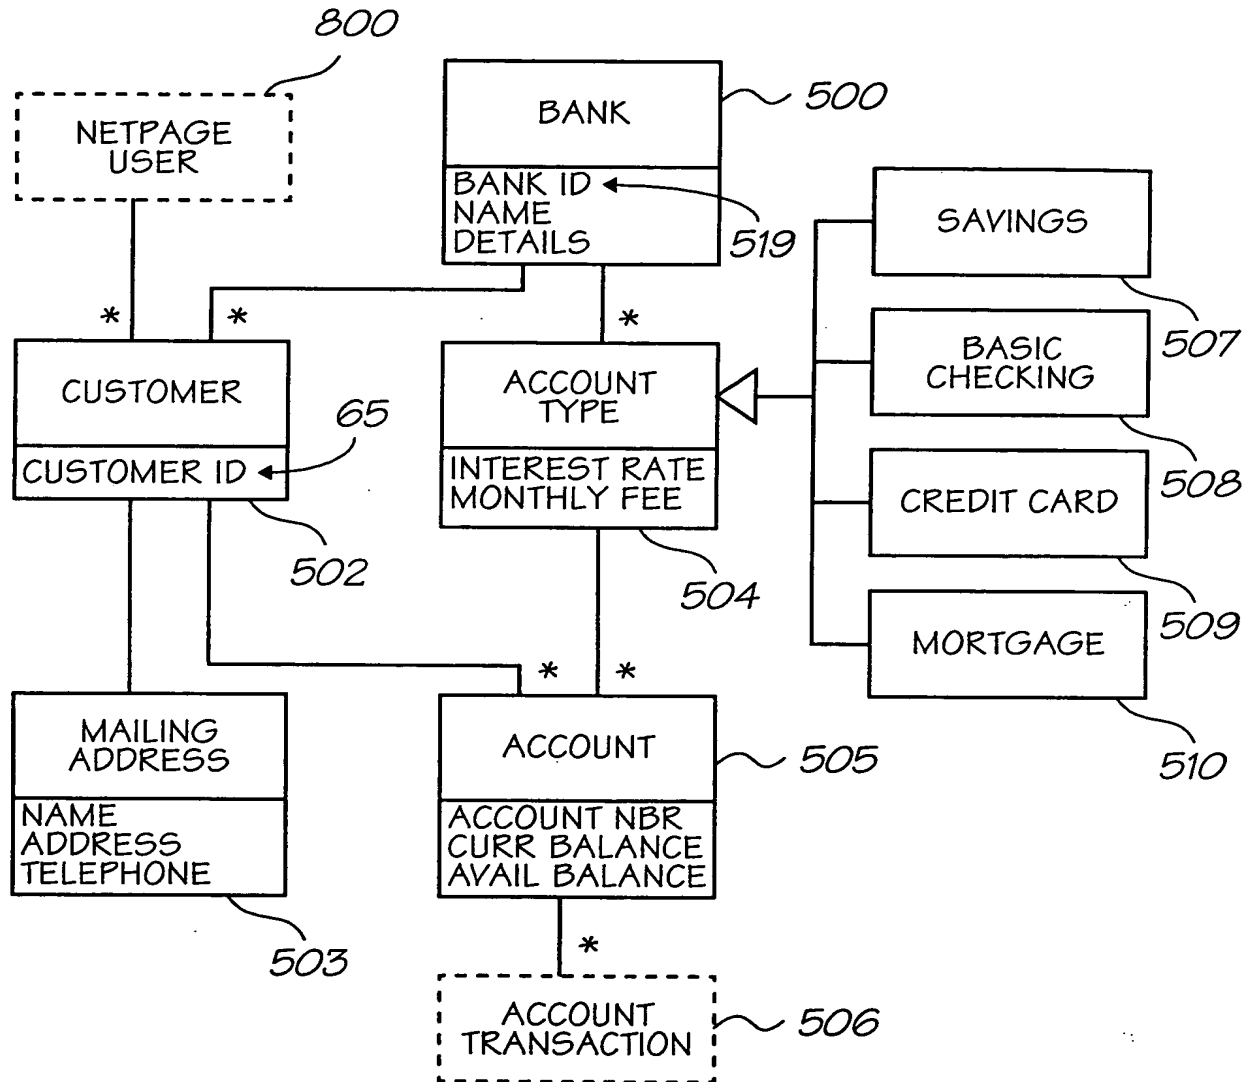 800
NETPAGE
USER
BANK
500
BANK ID
NAME
DETAILS
519
SAVINGS
507
*
*
*
CUSTOMER
CUSTOMER ID
65
502
ACCOUNT
TYPE
INTEREST RATE
MONTHLY FEE
504
BASIC
CHECKING
508
CREDIT CARD
509
MORTGAGE
510
*
*
MAILING
ADDRESS
NAME
ADDRESS
TELEPHONE
503
ACCOUNT
505
ACCOUNT NBR
CURR BALANCE
AVAIL BALANCE
*
ACCOUNT
TRANSACTION
506